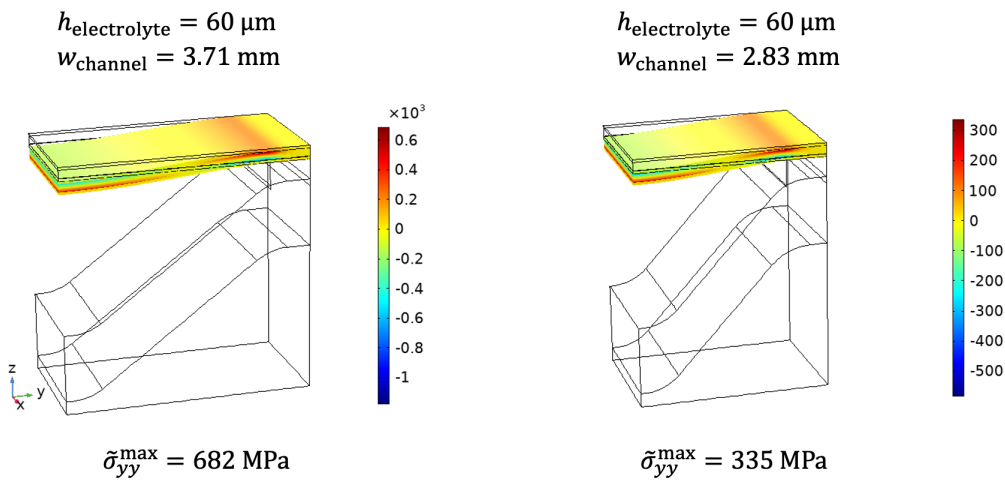 h_electrolyte = 60 μm
w_channel = 3.71 mm
h_electrolyte = 60 μm
w_channel = 2.83 mm
×10³
0.6
0.4
0.2
0
-0.2
-0.4
-0.6
-0.8
-1
300
200
100
0
-100
-200
-300
-400
-500
z
y
x
σ̃_yy^max = 682 MPa
σ̃_yy^max = 335 MPa